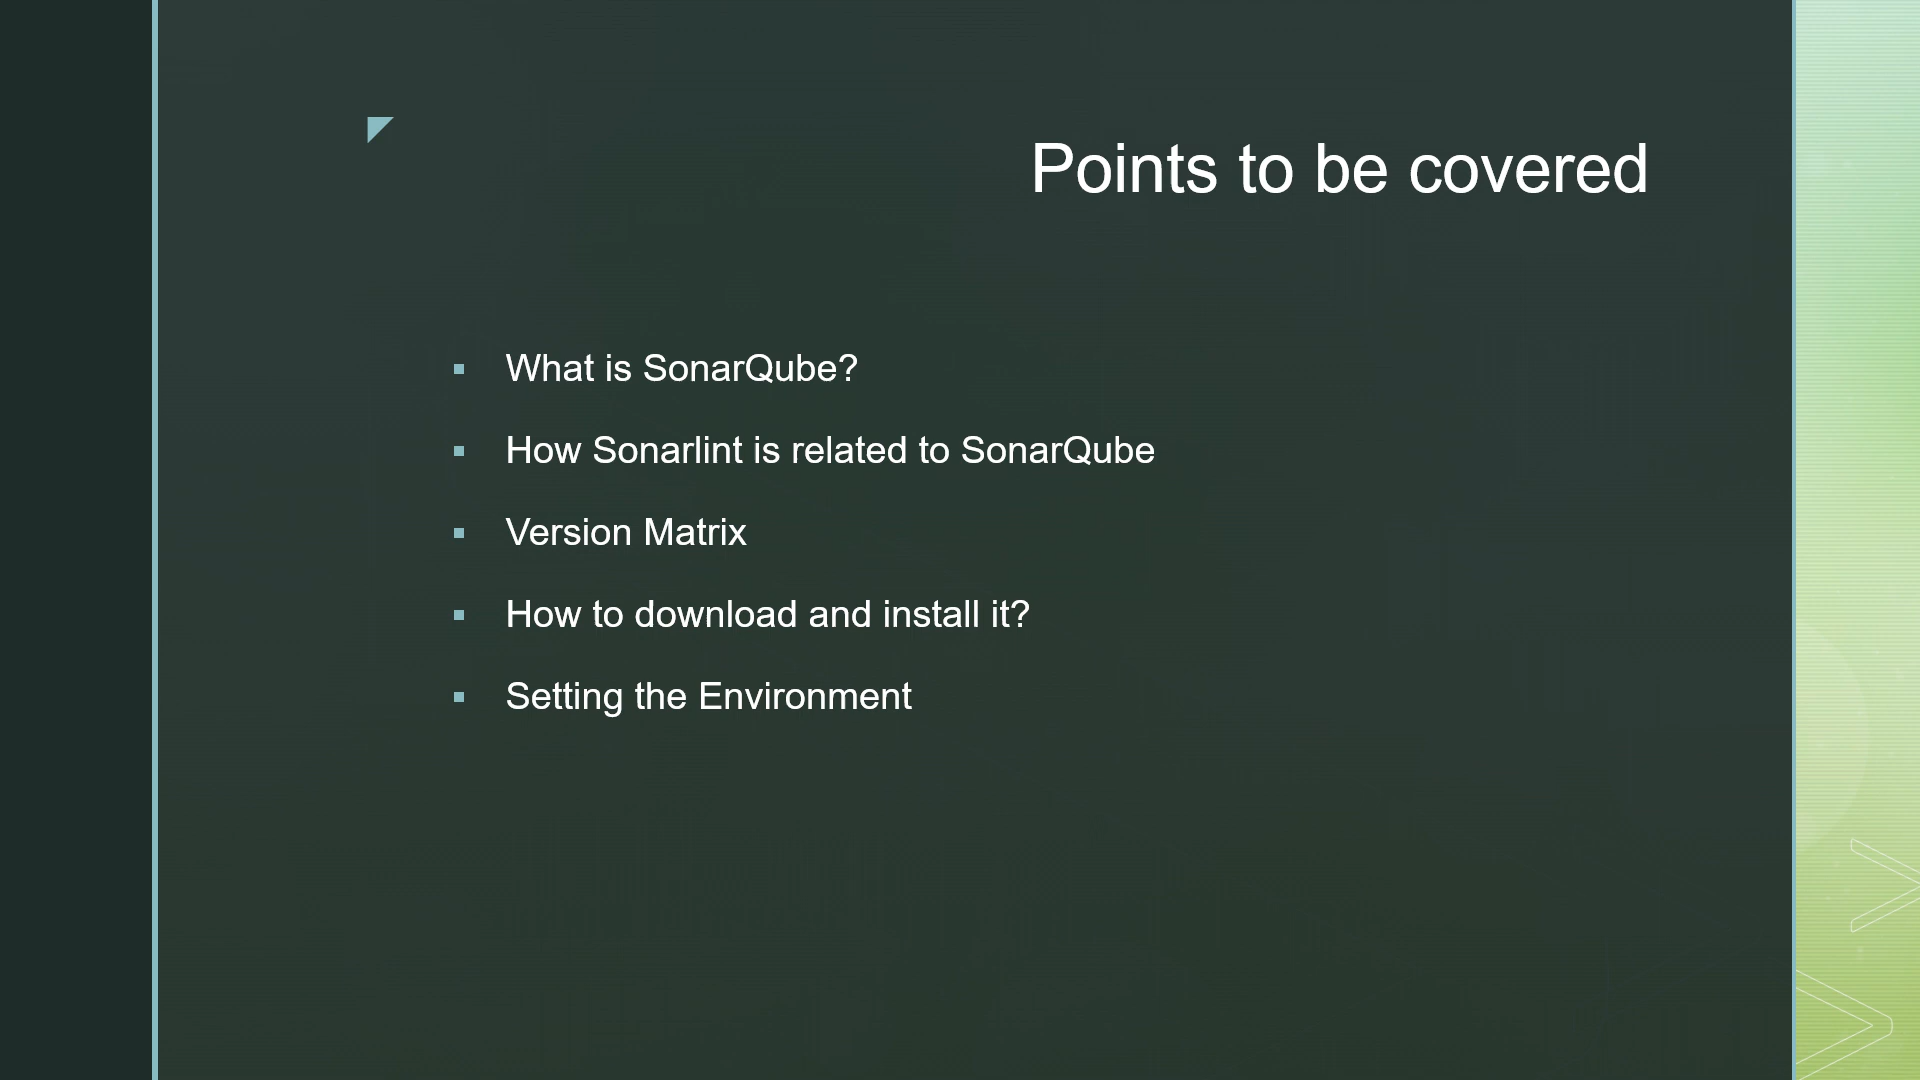 Points to be covered
What is SonarQube?
How Sonarlint is related to SonarQube
Version Matrix
How to download and install it?
Setting the Environment